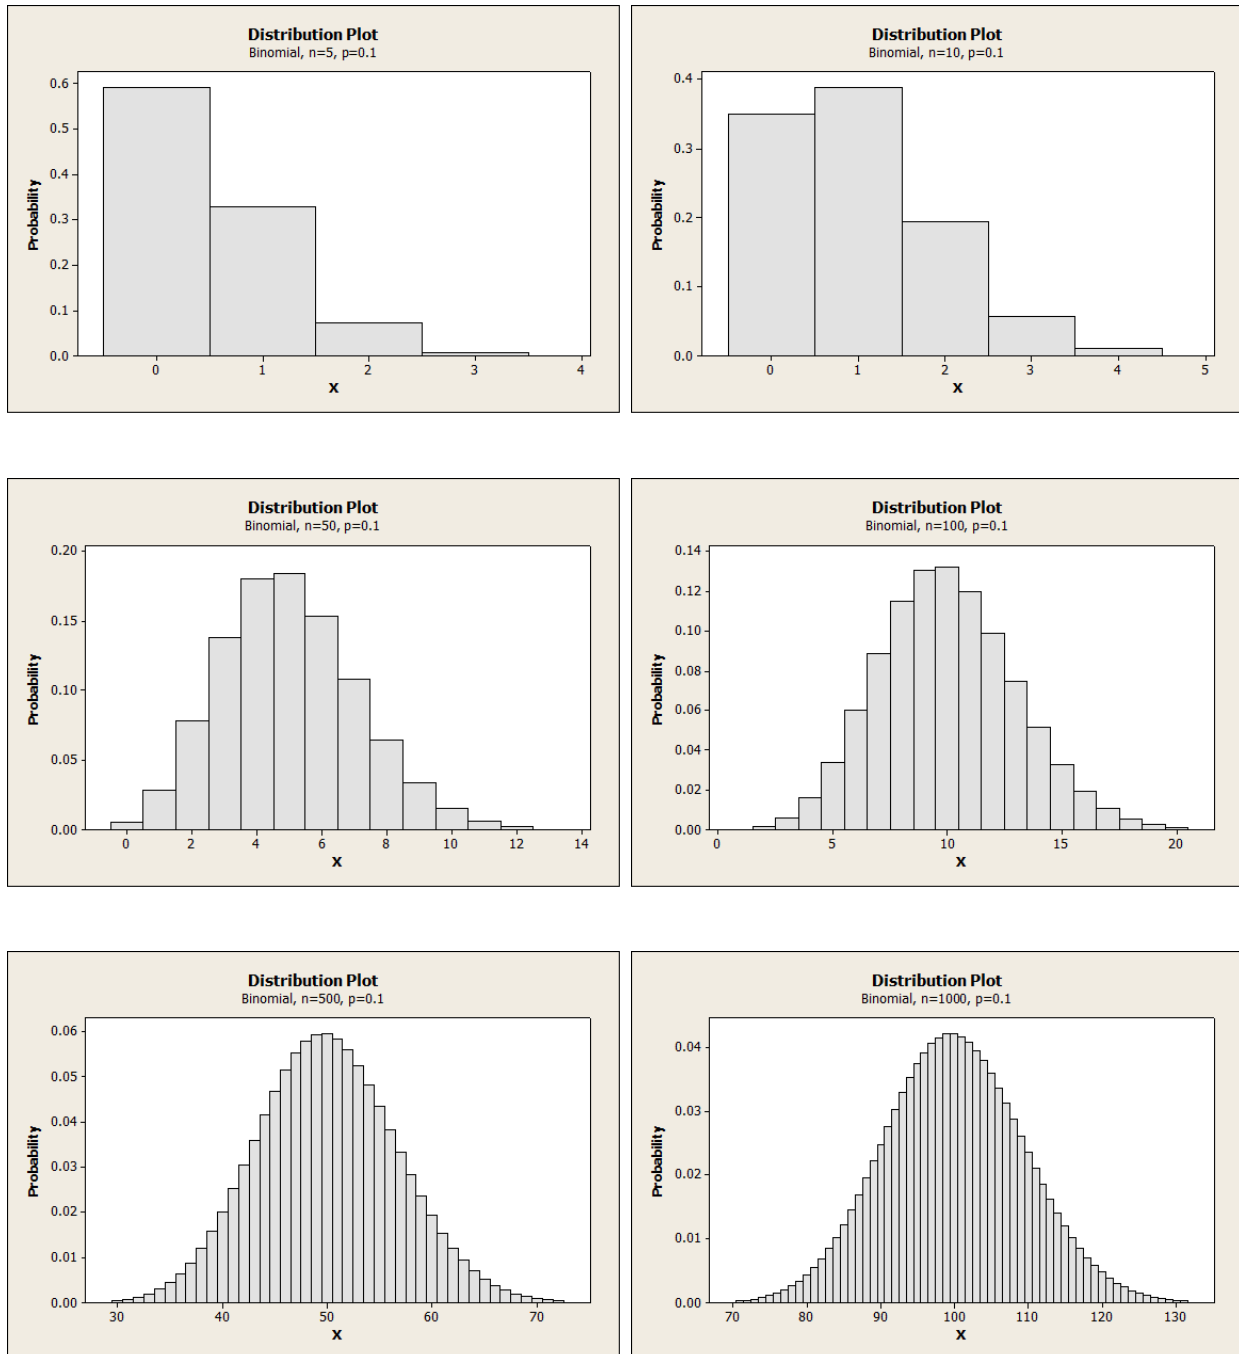 Distribution Plot
Binomial, n=5, p=0.1
0.6
0.5
0.4
0.3
0.2
0.1
0.0
Probability
0 1 2 3 4
X
Distribution Plot
Binomial, n=10, p=0.1
0.4
0.3
0.2
0.1
0.0
Probability
0 1 2 3 4 5
X
Distribution Plot
Binomial, n=50, p=0.1
0.20
0.15
0.10
0.05
0.00
Probability
0 2 4 6 8 10 12 14
X
Distribution Plot
Binomial, n=100, p=0.1
0.14
0.12
0.10
0.08
0.06
0.04
0.02
0.00
Probability
0 5 10 15 20
X
Distribution Plot
Binomial, n=500, p=0.1
0.06
0.05
0.04
0.03
0.02
0.01
0.00
Probability
30 40 50 60 70
X
Distribution Plot
Binomial, n=1000, p=0.1
0.04
0.03
0.02
0.01
0.00
Probability
70 80 90 100 110 120 130
X